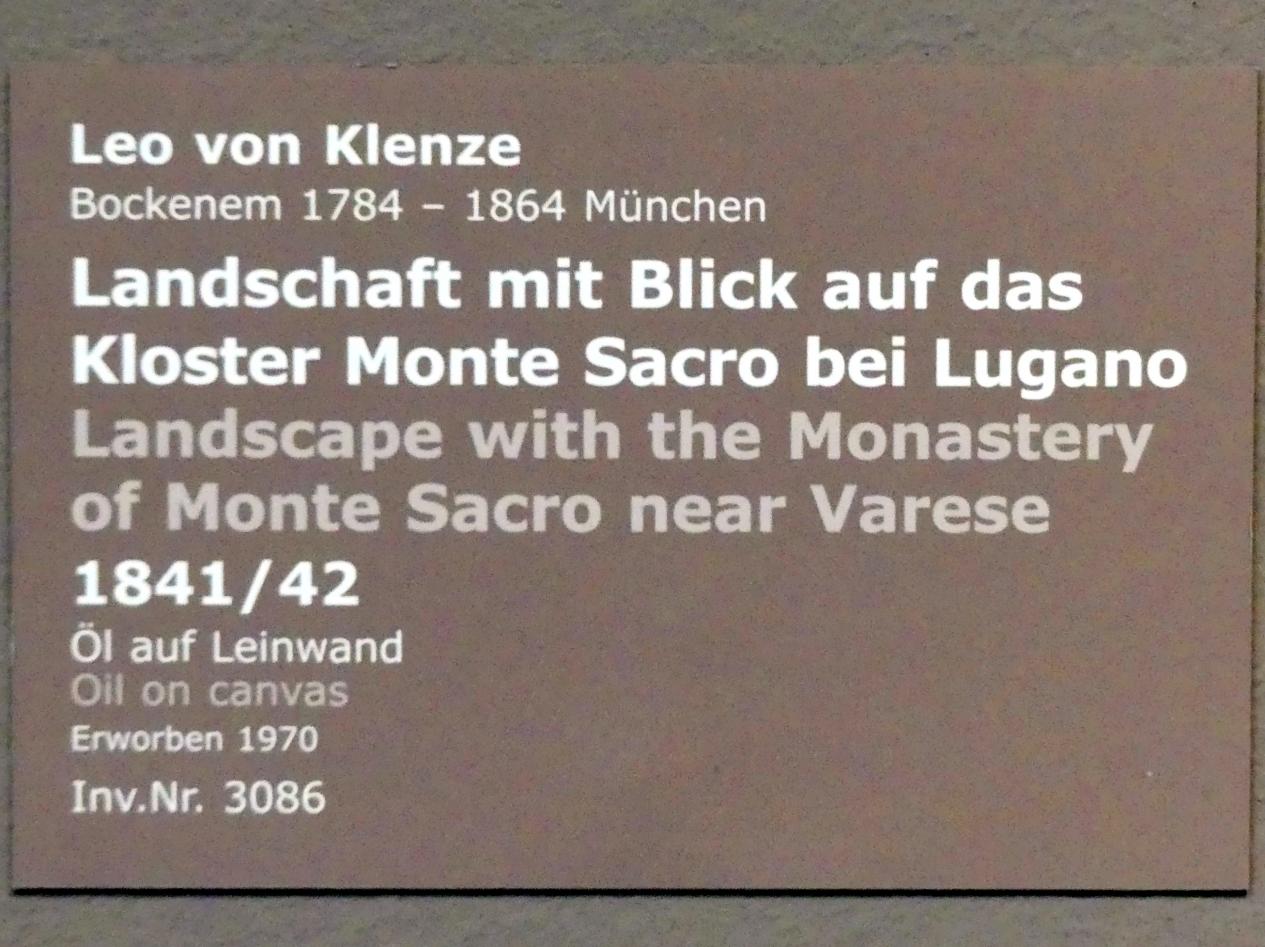 Leo von Klenze
Bockenem 1784 – 1864 München
Landschaft mit Blick auf das
Kloster Monte Sacro bei Lugano
Landscape with the Monastery
of Monte Sacro near Varese
1841/42
Öl auf Leinwand
Oil on canvas
Erworben 1970
Inv.Nr. 3086